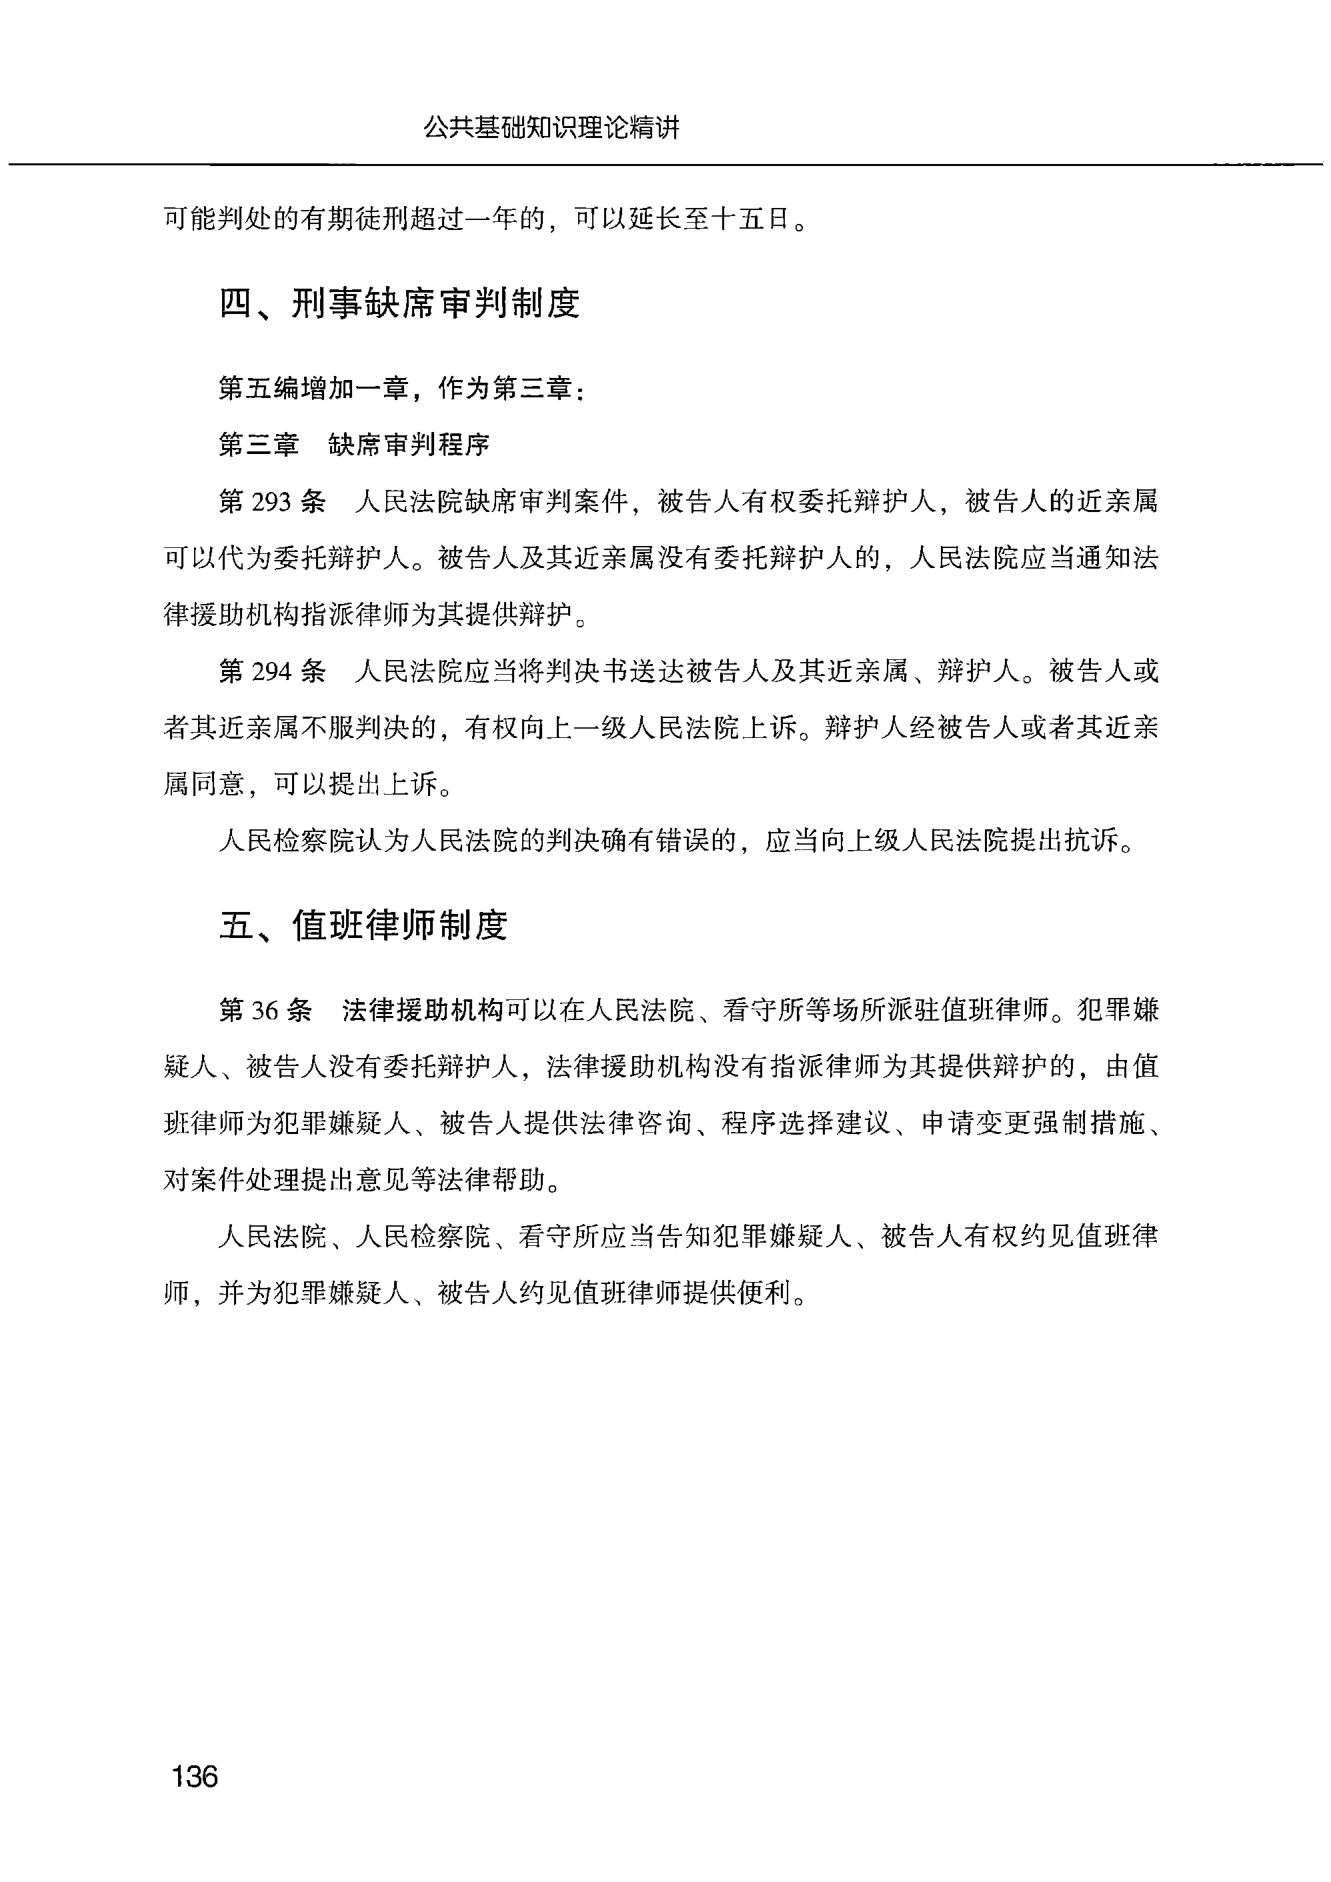 公共基础知识理论精讲
可能判处的有期徒刑超过一年的，可以延长至十五日。
四、刑事缺席审判制度
第五编增加一章，作为第三章：
第三章　缺席审判程序
第 293 条　人民法院缺席审判案件，被告人有权委托辩护人，被告人的近亲属
可以代为委托辩护人。被告人及其近亲属没有委托辩护人的，人民法院应当通知法
律援助机构指派律师为其提供辩护。
第 294 条　人民法院应当将判决书送达被告人及其近亲属、辩护人。被告人或
者其近亲属不服判决的，有权向上一级人民法院上诉。辩护人经被告人或者其近亲
属同意，可以提出上诉。
人民检察院认为人民法院的判决确有错误的，应当向上级人民法院提出抗诉。
五、值班律师制度
第 36 条　法律援助机构可以在人民法院、看守所等场所派驻值班律师。犯罪嫌
疑人、被告人没有委托辩护人，法律援助机构没有指派律师为其提供辩护的，由值
班律师为犯罪嫌疑人、被告人提供法律咨询、程序选择建议、申请变更强制措施、
对案件处理提出意见等法律帮助。
人民法院、人民检察院、看守所应当告知犯罪嫌疑人、被告人有权约见值班律
师，并为犯罪嫌疑人、被告人约见值班律师提供便利。
136